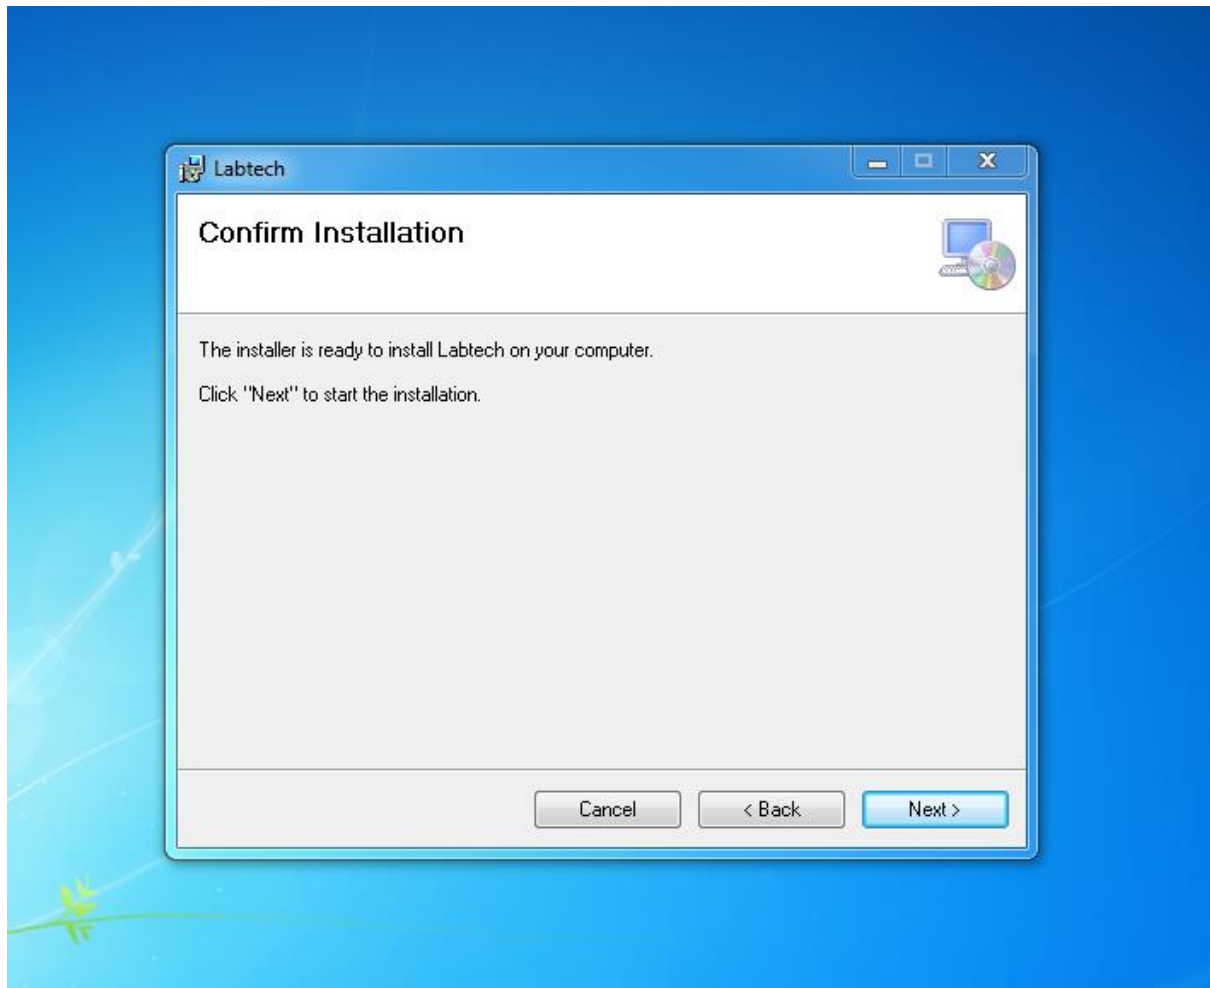 Labtech
Confirm Installation
The installer is ready to install Labtech on your computer.
Click "Next" to start the installation.
Cancel
< Back
Next >